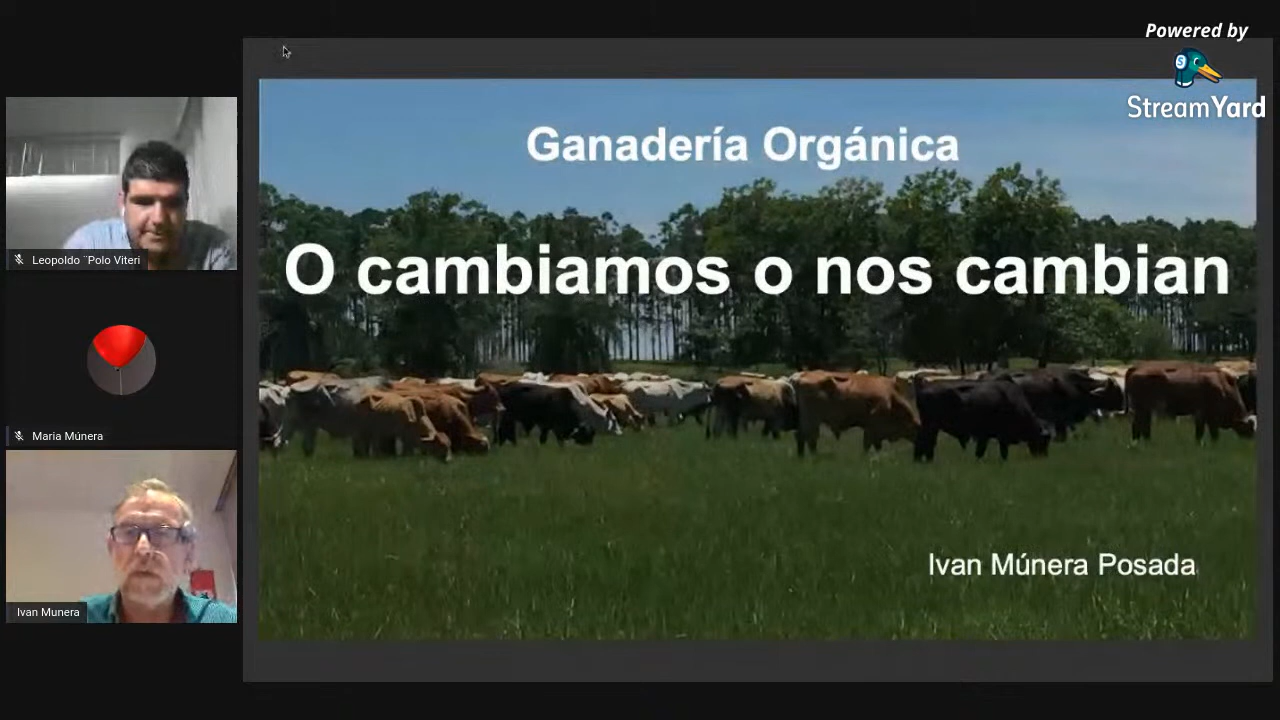 Powered by
StreamYard
Ganadería Orgánica
O cambiamos o nos cambian
Ivan Múnera Posada
Leopoldo ¨Polo Viteri
Maria Múnera
Ivan Munera